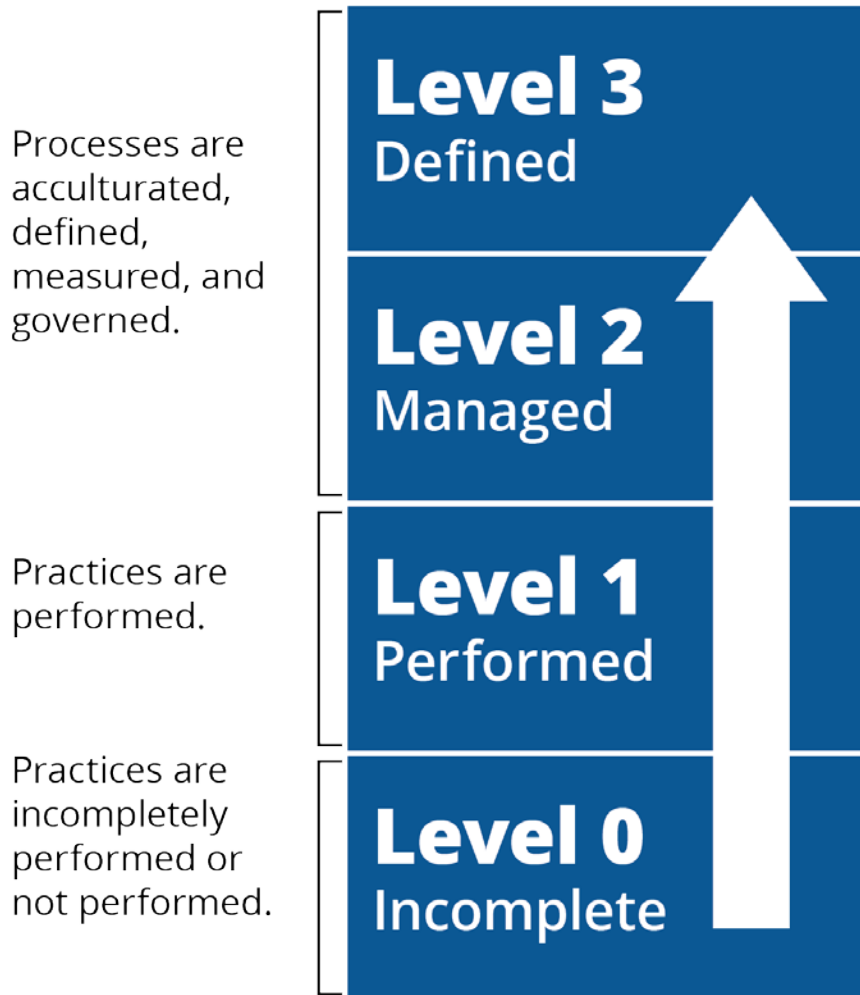 Level 3
Defined
Processes are
acculturated,
defined,
measured, and
governed.
Level 2
Managed
Practices are
performed.
Level 1
Performed
Practices are
incompletely
performed or
not performed.
Level 0
Incomplete